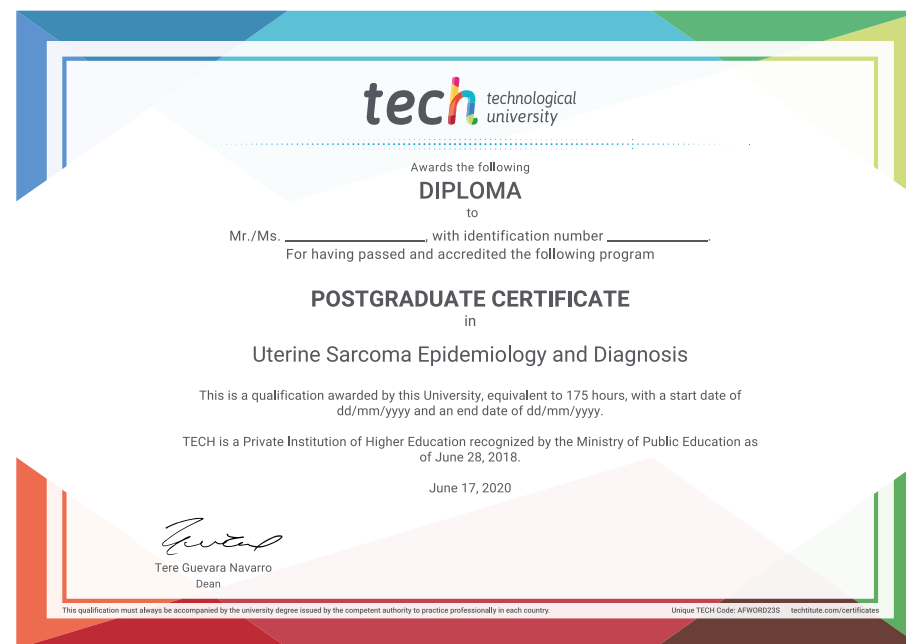 tech technological
university
Awards the following
DIPLOMA
to
Mr./Ms. ____________, with identification number ____________.
For having passed and accredited the following program
POSTGRADUATE CERTIFICATE
in
Uterine Sarcoma Epidemiology and Diagnosis
This is a qualification awarded by this University, equivalent to 175 hours, with a start date of
dd/mm/yyyy and an end date of dd/mm/yyyy.
TECH is a Private Institution of Higher Education recognized by the Ministry of Public Education as
of June 28, 2018.
June 17, 2020
Tere Guevara Navarro
Dean
This qualification must always be accompanied by the university degree issued by the competent authority to practice professionally in each country.
Unique TECH Code: AFWORD23S techtitute.com/certificates